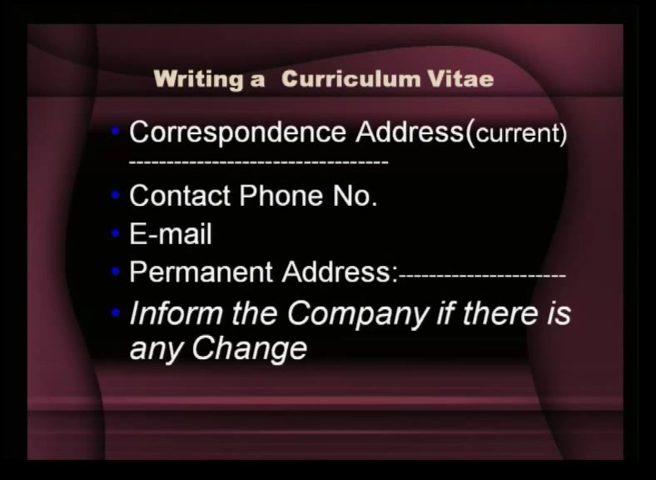 Writing a Curriculum Vitae
• Correspondence Address(current)
----------------------------------
• Contact Phone No.
• E-mail
• Permanent Address:----------------------
• Inform the Company if there is
any Change